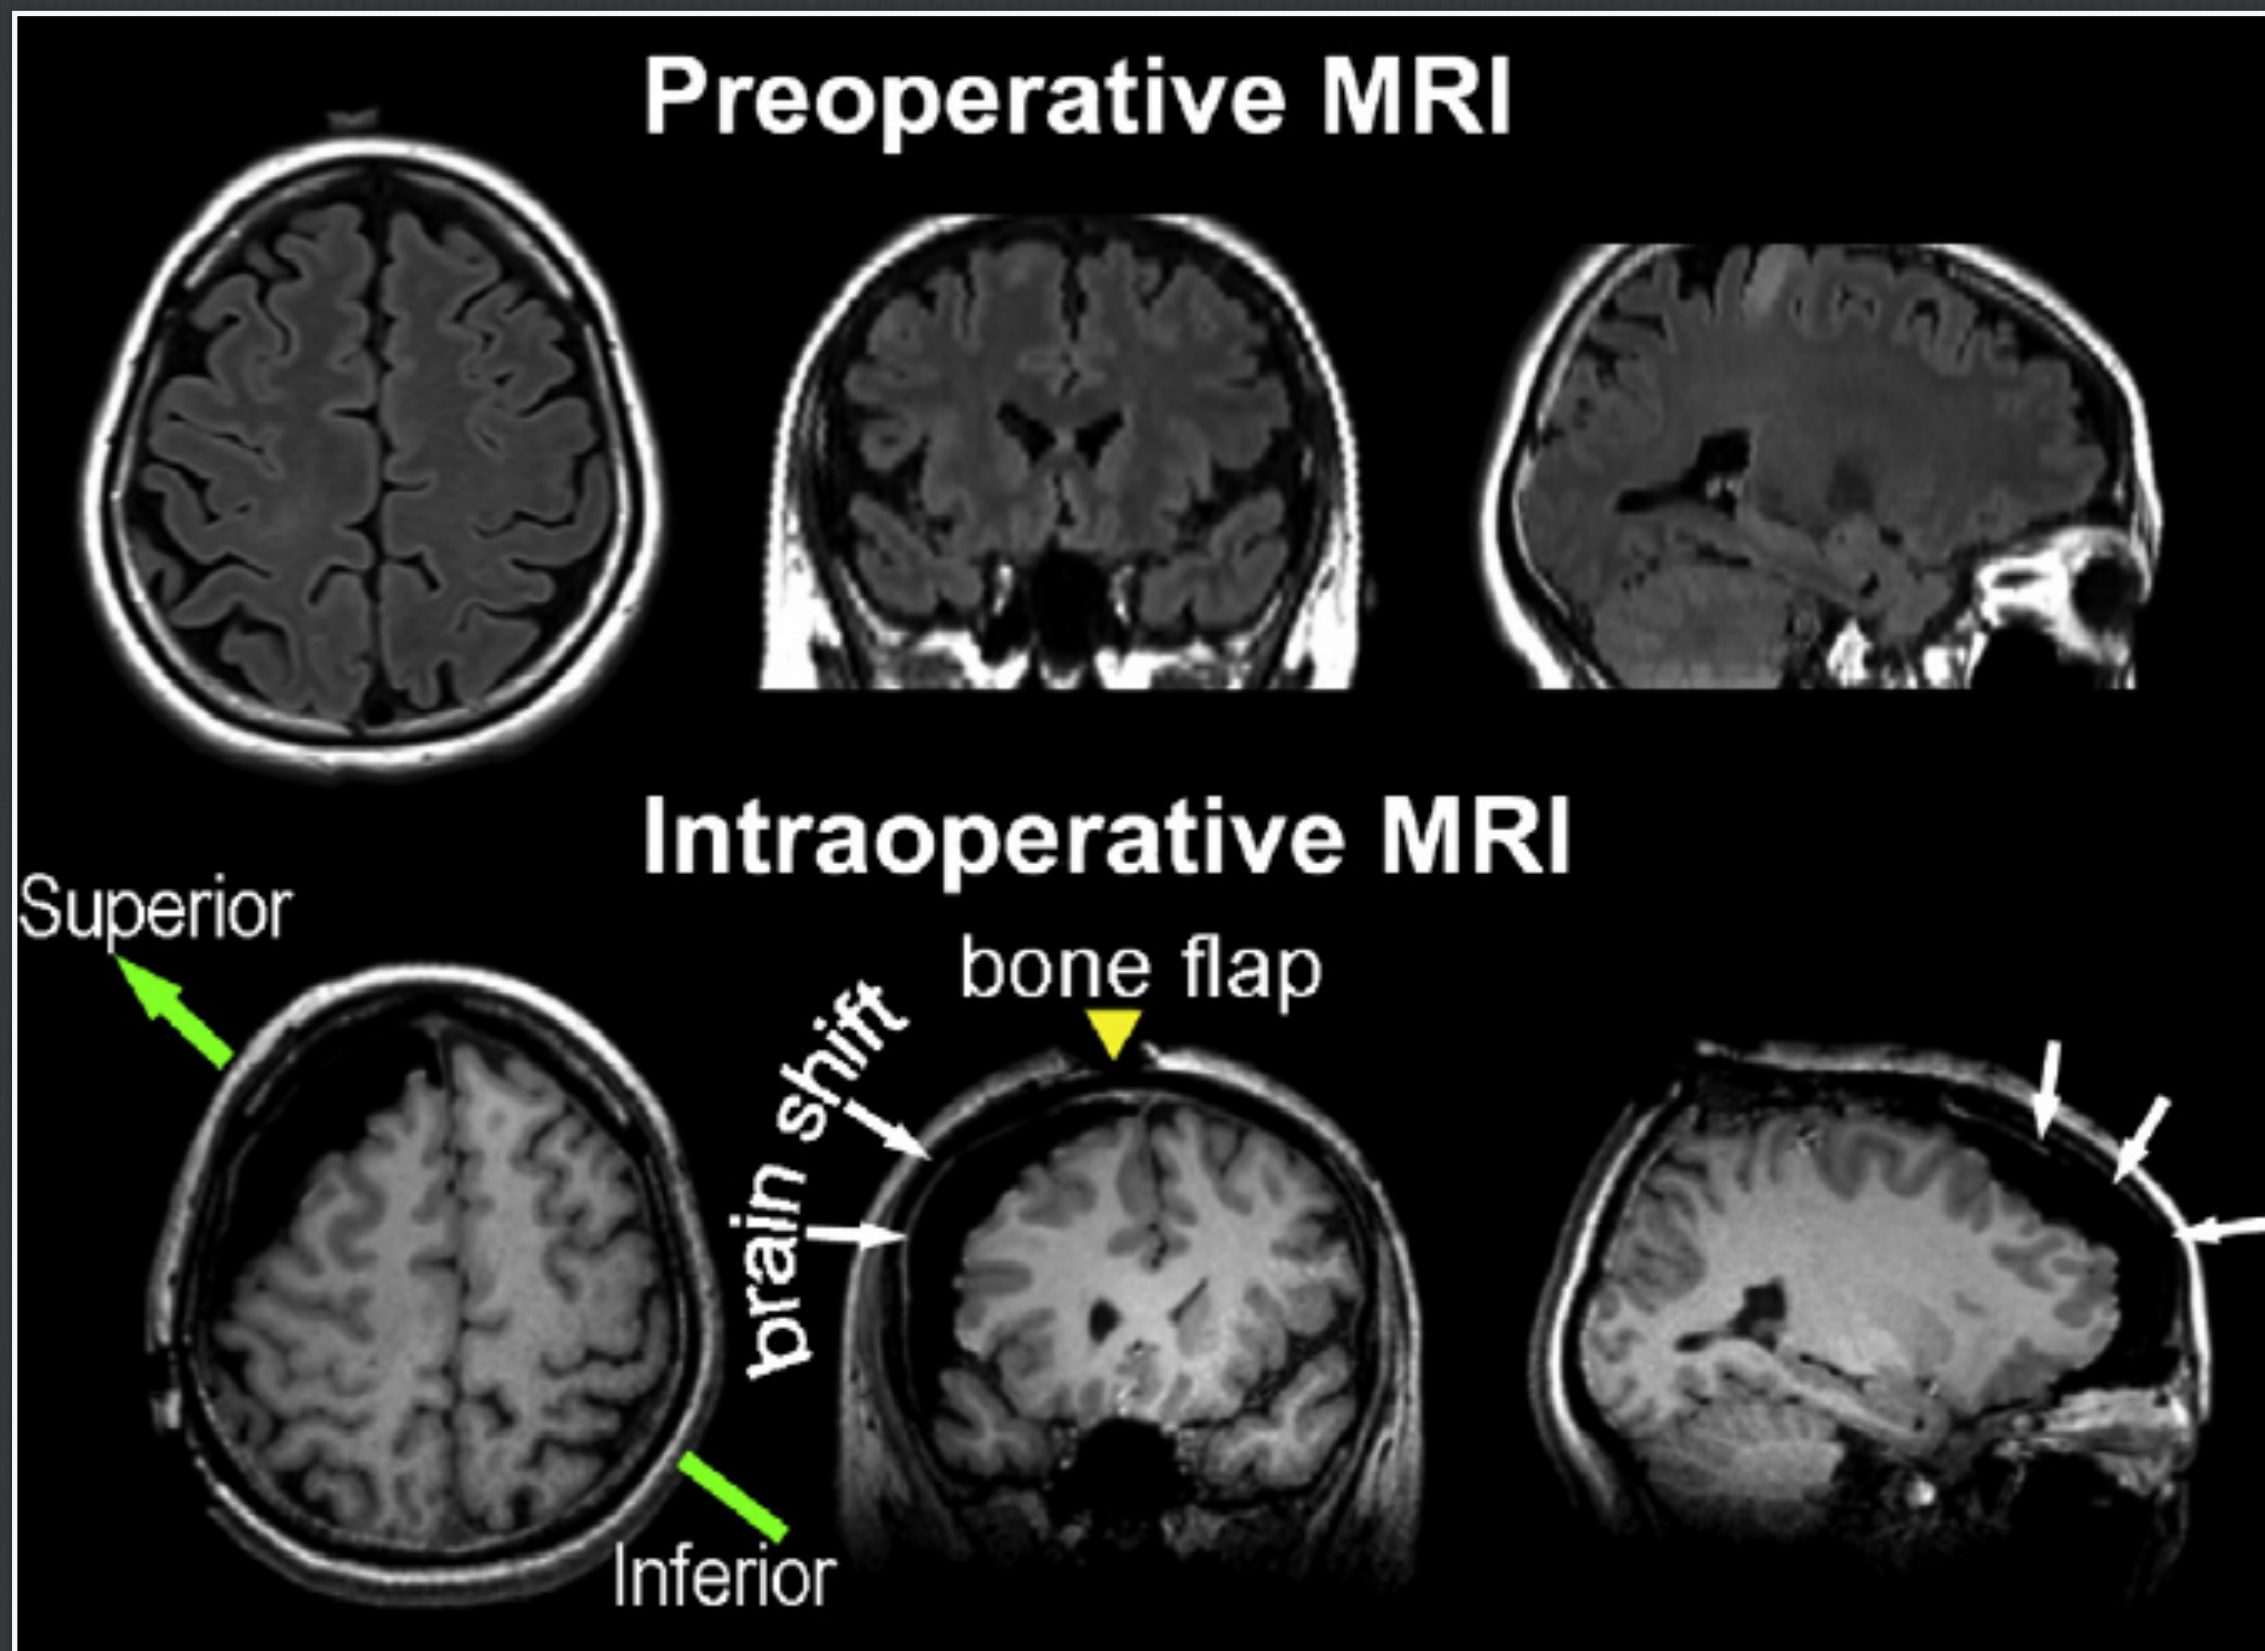 Preoperative MRI
Intraoperative MRI
Superior
bone flap
brain shift
Inferior